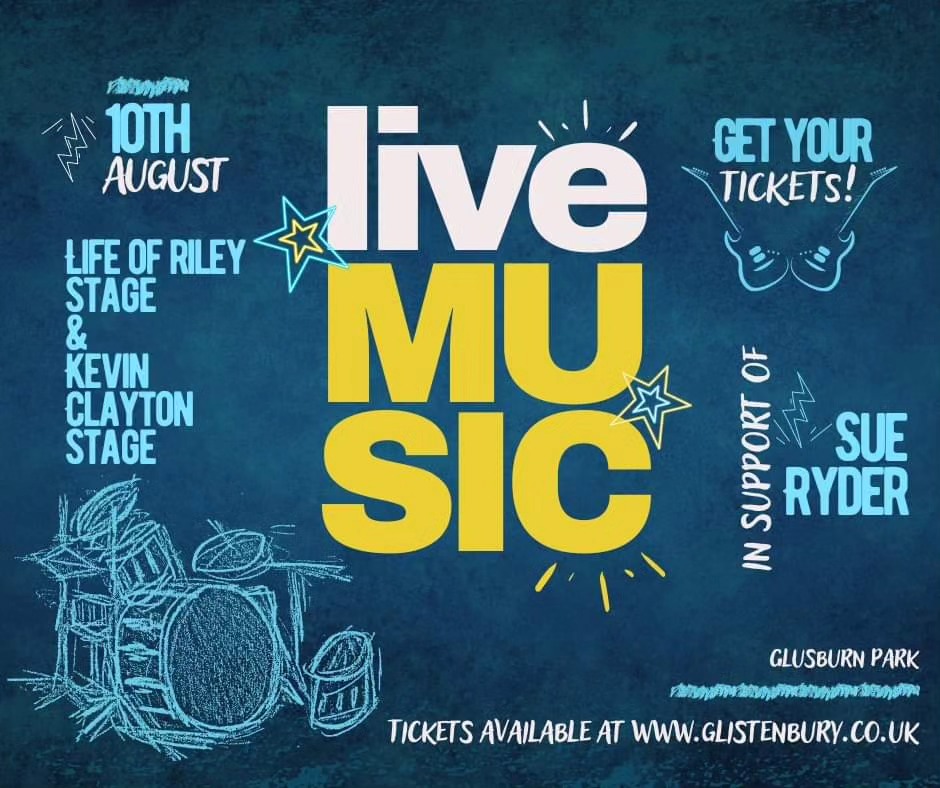 10TH
AUGUST
LIFE OF RILEY
STAGE
&
KEVIN
CLAYTON
STAGE
live
MU
SIC
GET YOUR
TICKETS!
IN SUPPORT OF
SUE
RYDER
GLUSBURN PARK
TICKETS AVAILABLE AT WWW.GLISTENBURY.CO.UK